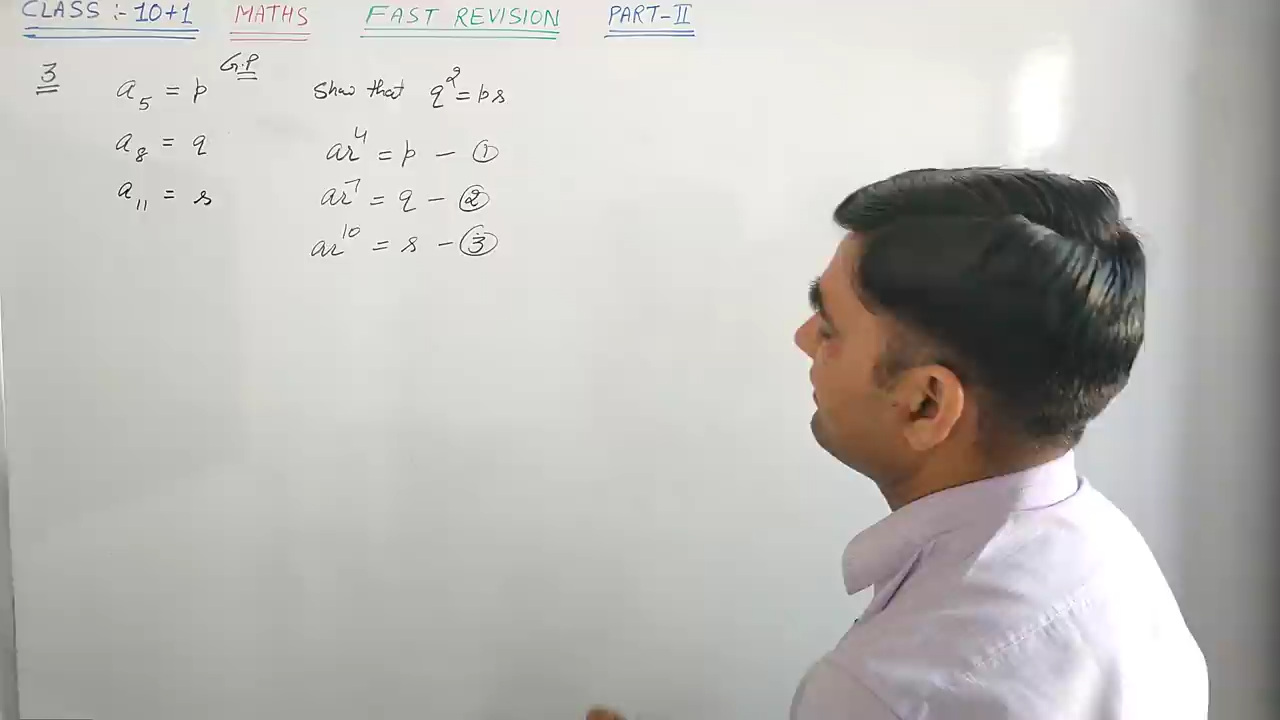 CLASS :- 10+1 MATHS FAST REVISION PART-II
G.P
3 a₅ = p Show that q² = ps
a₈ = q ar⁴ = p — ①
a₁₁ = s ar⁷ = q — ②
ar¹⁰ = s — ③